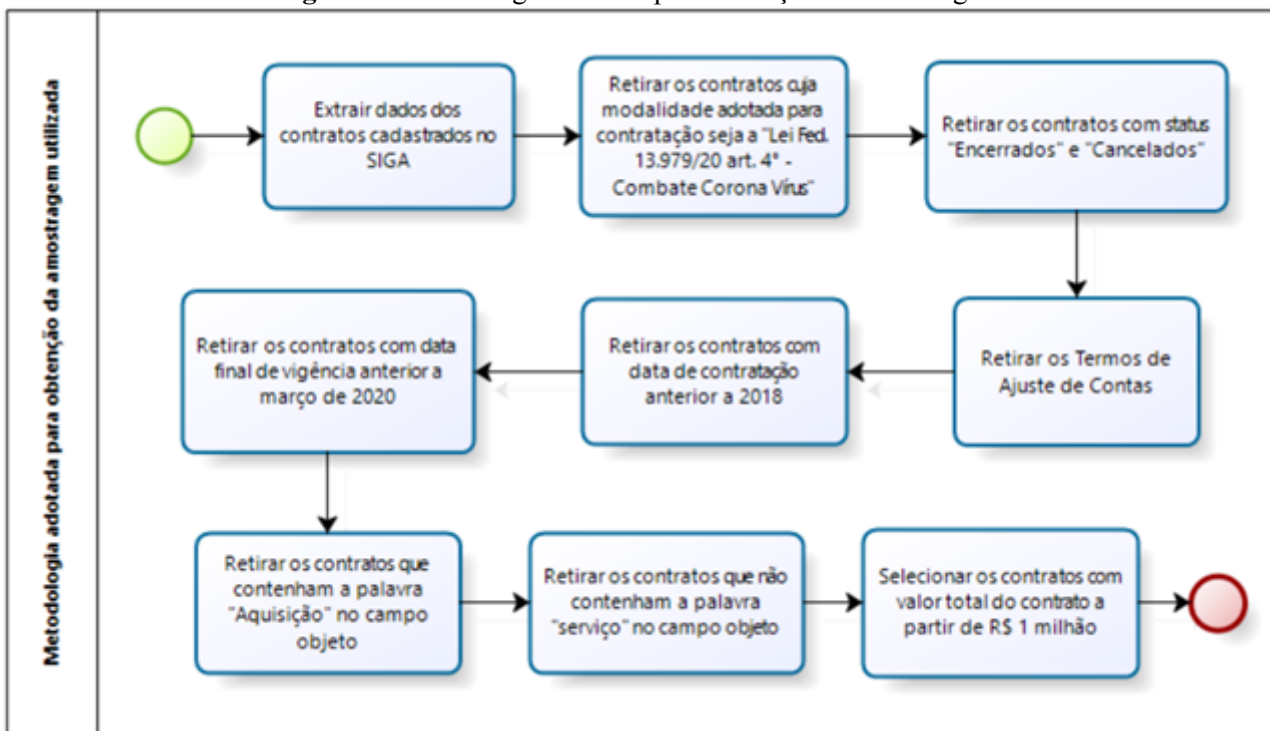 Metodologia adotada para obtenção da amostragem utilizada
Extrair dados dos
contratos cadastrados no
SIGA
Retirar os contratos cuja
modalidade adotada para
contratação seja a "Lei Fed.
13.979/20 art. 4° -
Combate Corona Vírus"
Retirar os contratos com status
"Encerrados" e "Cancelados"
Retirar os Termos de
Ajuste de Contas
Retirar os contratos com
data de contratação
anterior a 2018
Retirar os contratos com data
final de vigência anterior a
março de 2020
Retirar os contratos que
contenham a palavra
"Aquisição" no campo
objeto
Retirar os contratos que não
contenham a palavra
"serviço" no campo objeto
Selecionar os contratos com
valor total do contrato a
partir de R$ 1 milhão